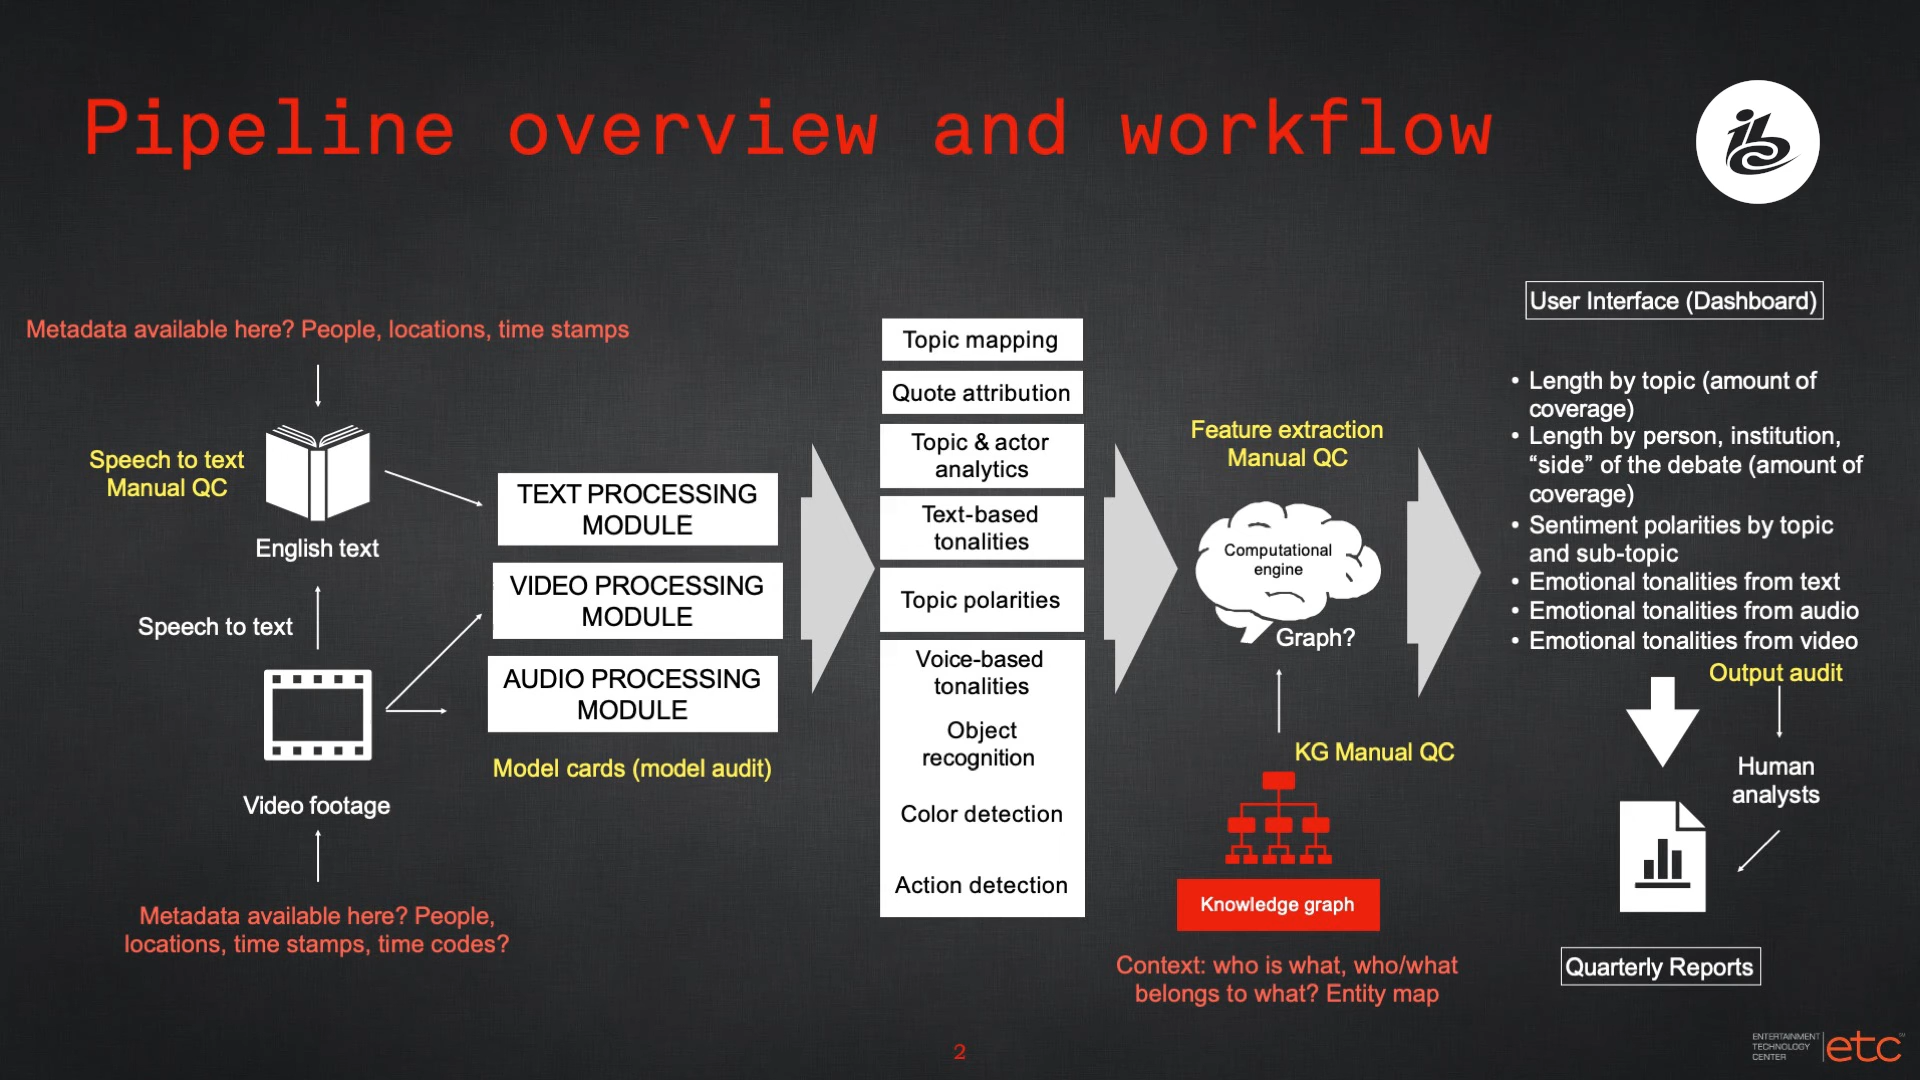 Pipeline overview and workflow
ib
Metadata available here? People, locations, time stamps
Speech to text
Manual QC
English text
Speech to text
Video footage
Metadata available here? People,
locations, time stamps, time codes?
TEXT PROCESSING
MODULE
VIDEO PROCESSING
MODULE
AUDIO PROCESSING
MODULE
Model cards (model audit)
Topic mapping
Quote attribution
Topic & actor
analytics
Text-based
tonalities
Topic polarities
Voice-based
tonalities
Object
recognition
Color detection
Action detection
Feature extraction
Manual QC
Computational
engine
Graph?
KG Manual QC
Knowledge graph
Context: who is what, who/what
belongs to what? Entity map
User Interface (Dashboard)
• Length by topic (amount of
coverage)
• Length by person, institution,
“side” of the debate (amount of
coverage)
• Sentiment polarities by topic
and sub-topic
• Emotional tonalities from text
• Emotional tonalities from audio
• Emotional tonalities from video
Output audit
Human
analysts
Quarterly Reports
2
ENTERTAINMENT
TECHNOLOGY
CENTER
etc